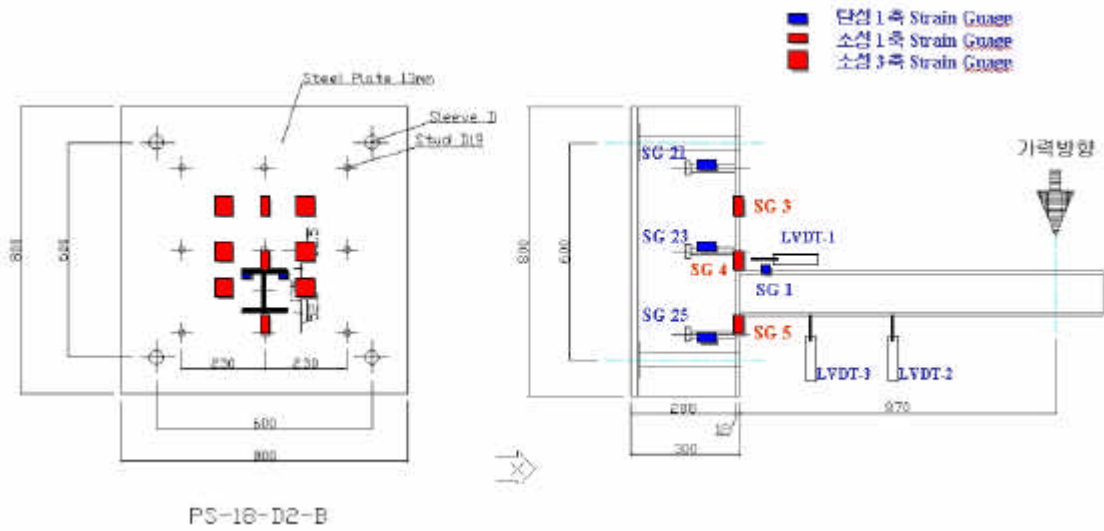 탄성 1축 Strain Guage
소성 1축 Strain Guage
소성 3축 Strain Guage
Steel Plate 13mm
Sleeve D
Stud D19
가력방향
SG 21
SG 3
SG 23
LVDT-1
SG 4
SG 1
SG 25
SG 5
LVDT-3
LVDT-2
800
600
230
230
600
800
800
600
288
970
300
X
PS-18-D2-B